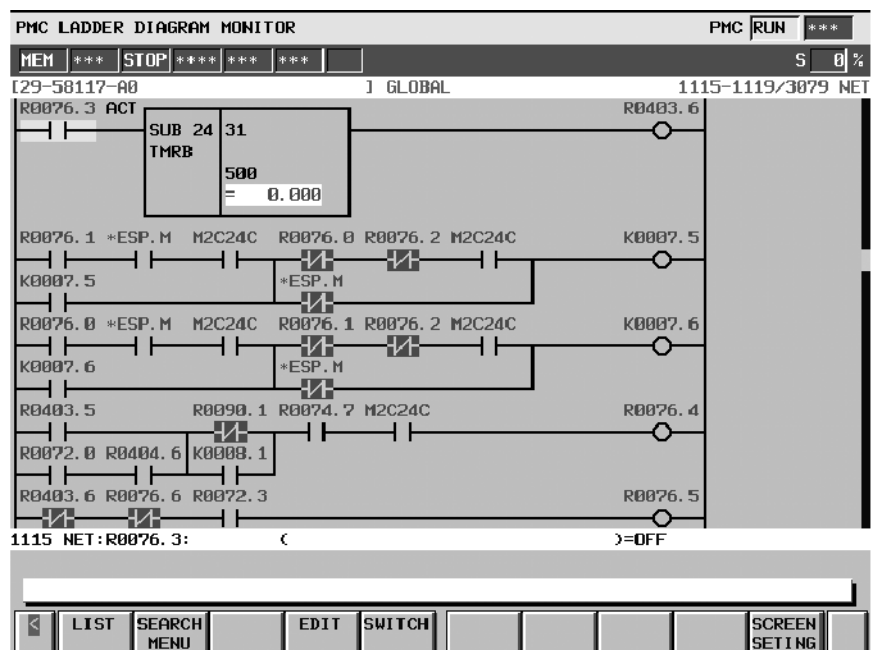 PMC LADDER DIAGRAM MONITOR PMC RUN ***
MEM *** STOP **** *** *** S 0 %
[29-58117-A0 ] GLOBAL 1115-1119/3079 NET
R0076.3 ACT R0403.6
SUB 24 31
TMRB
500
= 0.000
R0076.1 *ESP.M M2C24C R0076.0 R0076.2 M2C24C K0007.5
K0007.5 *ESP.M
R0076.0 *ESP.M M2C24C R0076.1 R0076.2 M2C24C K0007.6
K0007.6 *ESP.M
R0403.5 R0090.1 R0074.7 M2C24C R0076.4
R0072.0 R0404.6 K0008.1
R0403.6 R0076.6 R0072.3 R0076.5
1115 NET:R0076.3: ( )=OFF
< LIST SEARCH EDIT SWITCH SCREEN
MENU SETING